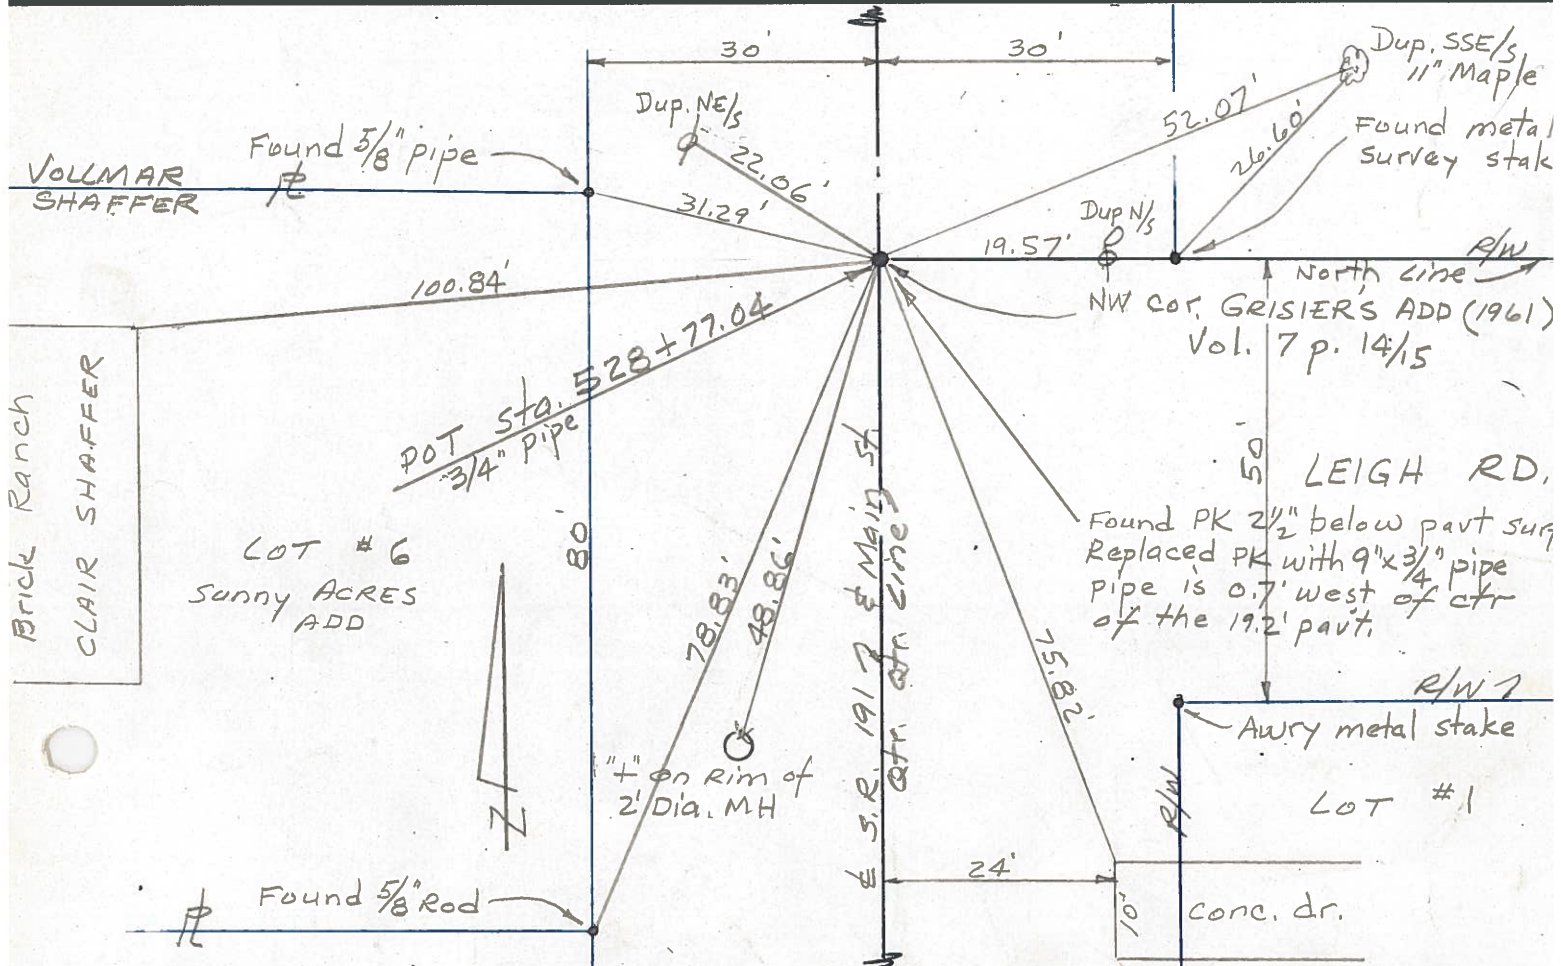 30'
30'
Dup. SSE/s
11" Maple
52.07'
26.60'
Found metal
Survey stak
Dup. NE/s
22.06'
Found 5/8" pipe
VOLLMAR
SHAFFER
PL
31.29'
Dup N/s
19.57'
R/W
North Line
100.84'
NW cor. GRISIER'S ADD (1961)
Vol. 7 p. 14/15
POT Sta. 528+77.04
3/4" pipe
Brick Ranch
CLAIR SHAFFER
50'
LEIGH RD.
Found PK 2½" below pavt surf
Replaced PK with 9"x3/4" pipe
pipe is 0.7' west of ctr
of the 19.2' pavt.
LOT #6
Sunny ACRES
ADD
80'
78.83'
48.86'
℄ S.R. 191 & Main St.
Qtr. Qtr. Line
75.82'
R/W
Awry metal stake
"+" on Rim of
2' Dia. MH
N
R/W
LOT #1
24'
10'
Conc. dr.
Found 5/8" Rod
PL